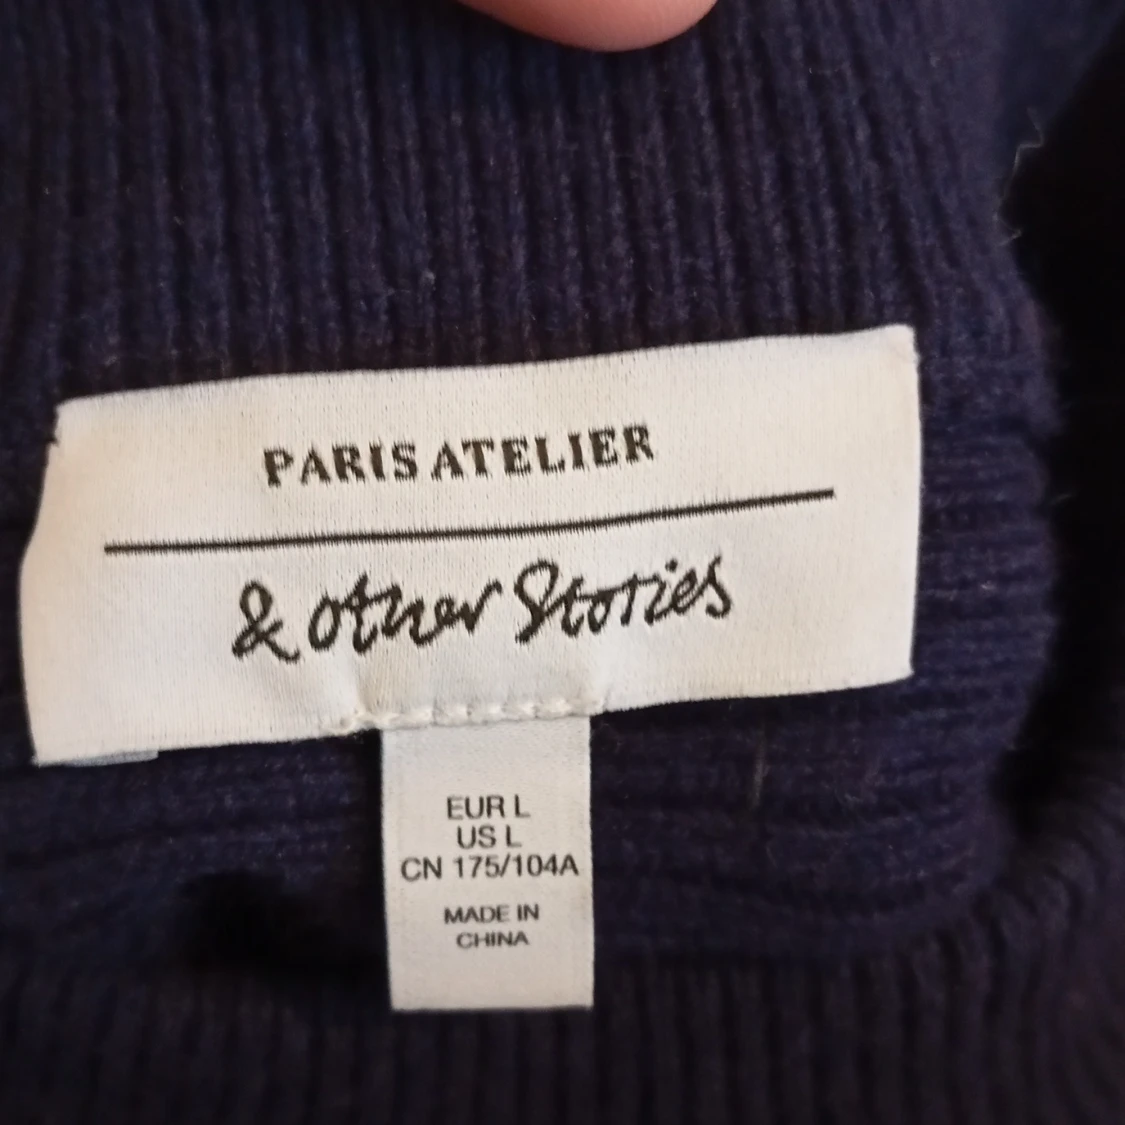 PARIS ATELIER
& other Stories
EUR L
US L
CN 175/104A
MADE IN
CHINA